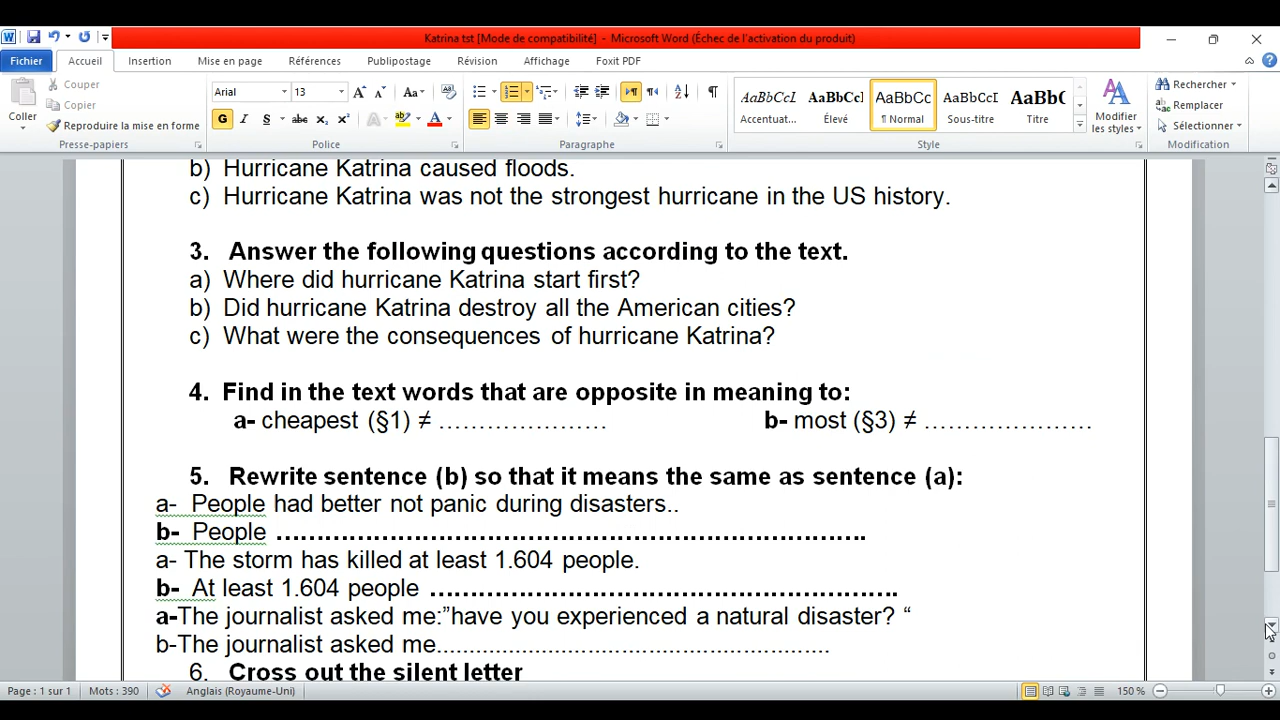 Katrina tst [Mode de compatibilité] - Microsoft Word (Échec de l'activation du produit)
Fichier Accueil Insertion Mise en page Références Publipostage Révision Affichage Foxit PDF
Coller
Couper
Copier
Reproduire la mise en forme
Presse-papiers
Arial 13
Police
Paragraphe
AaBbCcL AaBbCcl AaBbCc AaBbCcD AaBbC
Accentuat... Élevé ¶ Normal Sous-titre Titre
Modifier les styles
Style
Rechercher
Remplacer
Sélectionner
Modification
b) Hurricane Katrina caused floods.
c) Hurricane Katrina was not the strongest hurricane in the US history.
3. Answer the following questions according to the text.
a) Where did hurricane Katrina start first?
b) Did hurricane Katrina destroy all the American cities?
c) What were the consequences of hurricane Katrina?
4. Find in the text words that are opposite in meaning to:
a- cheapest (§1) ≠ ………………… b- most (§3) ≠ …………………
5. Rewrite sentence (b) so that it means the same as sentence (a):
a- People had better not panic during disasters..
b- People …………………………………………………………….
a- The storm has killed at least 1.604 people.
b- At least 1.604 people ……………………………………………….
a-The journalist asked me:”have you experienced a natural disaster? “
b-The journalist asked me............................................................
6. Cross out the silent letter
Page : 1 sur 1 Mots : 390 Anglais (Royaume-Uni) 150 %